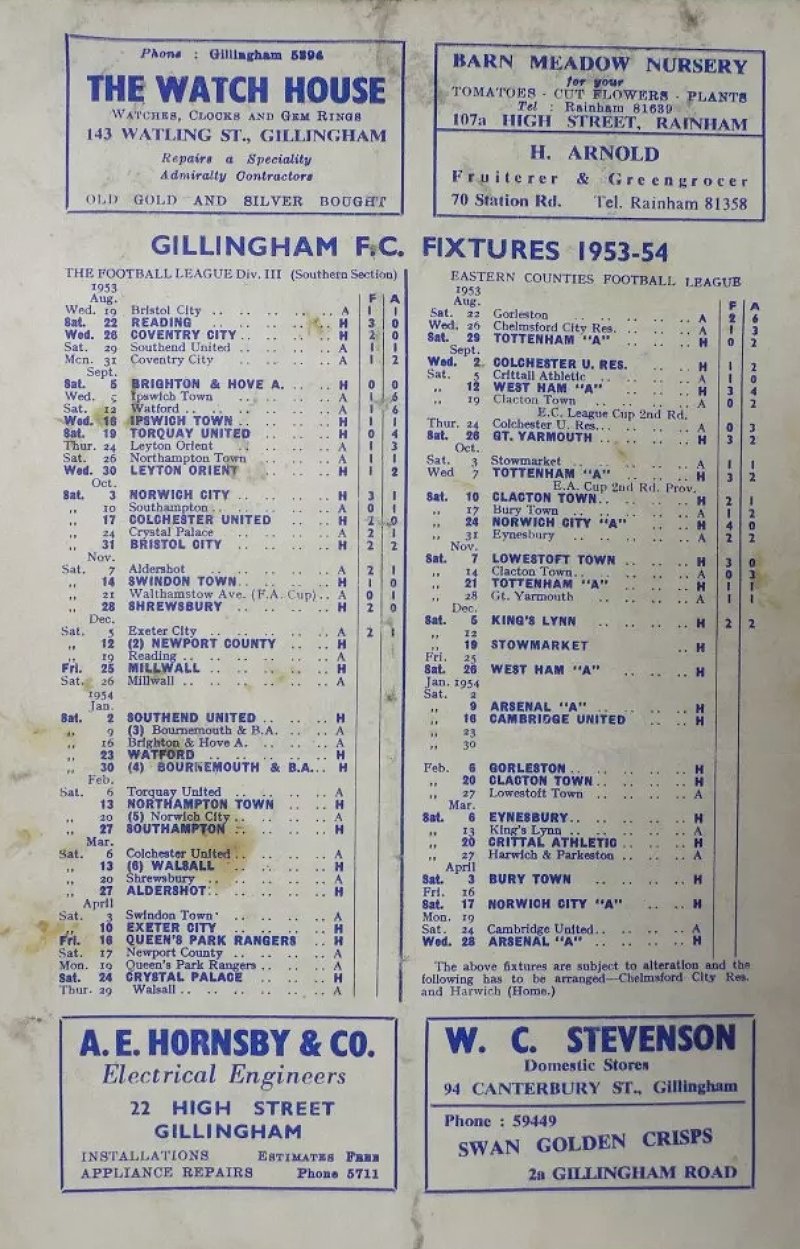 Phone : Gillingham 5394
THE WATCH HOUSE
WATCHES, CLOCKS AND GEM RINGS
143 WATLING ST., GILLINGHAM
Repairs a Speciality
Admiralty Contractors
OLD GOLD AND SILVER BOUGHT
BARN MEADOW NURSERY
for your
TOMATOES - CUT FLOWERS - PLANTS
Tel : Rainham 81639
107a HIGH STREET, RAINHAM
H. ARNOLD
Fruiterer & Greengrocer
70 Station Rd. Tel. Rainham 81358
GILLINGHAM F.C. FIXTURES 1953-54
THE FOOTBALL LEAGUE Div. III (Southern Section)
1953 F A
Aug.
Wed. 19 Bristol City .. .. .. .. A 1 1
Sat. 22 READING .. .. .. H 3 0
Wed. 26 COVENTRY CITY .. .. .. H 2 0
Sat. 29 Southend United .. .. .. A 1 1
Mon. 31 Coventry City .. .. .. A 1 2
Sept.
Sat. 5 BRIGHTON & HOVE A. .. .. H 0 0
Wed. Ipswich Town .. .. .. A 1 6
Sat. 12 Watford .. .. .. .. A 1 6
Wed. 16 IPSWICH TOWN .. .. .. H 1 1
Sat. 19 TORQUAY UNITED .. .. H 0 4
Thur. 24 Leyton Orient .. .. .. A 1 3
Sat. 26 Northampton Town .. .. A 1 1
Wed. 30 LEYTON ORIENT .. .. H 1 2
Oct.
Sat. 3 NORWICH CITY .. .. .. H 3 1
,, 10 Southampton .. .. .. A 0 1
,, 17 COLCHESTER UNITED .. .. H 2 0
,, 24 Crystal Palace .. .. .. A 2 1
,, 31 BRISTOL CITY .. .. .. H 2 2
Nov.
Sat. 7 Aldershot .. .. .. A 2 1
,, 14 SWINDON TOWN .. .. .. H 1 0
,, 21 Walthamstow Ave. (F.A. Cup) .. A 0 1
,, 28 SHREWSBURY .. .. .. H 2 0
Dec.
Sat. 5 Exeter City .. .. .. A 2 1
,, 12 (2) NEWPORT COUNTY .. .. H
,, 19 Reading .. .. .. .. A
Fri. 25 MILLWALL .. .. .. H
Sat. 26 Millwall .. .. .. .. A
1954
Jan.
Sat. 2 SOUTHEND UNITED .. .. .. H
,, 9 (3) Bournemouth & B.A. .. .. A
,, 16 Brighton & Hove A. .. .. A
,, 23 WATFORD .. .. .. H
,, 30 (4) BOURNEMOUTH & B.A... H
Feb.
Sat. 6 Torquay United .. .. .. A
13 NORTHAMPTON TOWN .. .. H
,, 20 (5) Norwich City .. .. .. A
,, 27 SOUTHAMPTON .. .. .. H
Mar.
Sat. 6 Colchester United .. .. .. A
,, 13 (6) WALSALL .. .. .. H
,, 20 Shrewsbury .. .. .. A
,, 27 ALDERSHOT .. .. .. H
April
Sat. 3 Swindon Town .. .. .. A
,, 10 EXETER CITY .. .. .. H
Fri. 16 QUEEN'S PARK RANGERS .. H
Sat. 17 Newport County .. .. .. A
Mon. 19 Queen's Park Rangers .. .. A
Sat. 24 CRYSTAL PALACE .. .. H
Thur. 29 Walsall .. .. .. .. A
EASTERN COUNTIES FOOTBALL LEAGUE
1953 F A
Aug.
Sat. 22 Gorleston .. .. .. A 2 6
Wed. 26 Chelmsford City Res. .. .. A 1 3
Sat. 29 TOTTENHAM "A" .. .. H 0 2
Sept.
Wed. 2 COLCHESTER U. RES. .. .. H 1 2
Sat. 5 Crittall Athletic .. .. .. A 1 0
,, 12 WEST HAM "A" .. .. .. H 3 4
,, 19 Clacton Town .. .. .. A 0 2
E.C. League Cup 2nd Rd.
Thur. 24 Colchester U. Res... .. .. A 0 3
Sat. 26 GT. YARMOUTH .. .. .. H 3 2
Oct.
Sat. 3 Stowmarket .. .. .. A 1 1
Wed 7 TOTTENHAM "A" .. .. H 3 2
E.A. Cup 2nd Rd. Prov.
Sat. 10 CLACTON TOWN.. .. .. H 2 1
,, 17 Bury Town .. .. .. A 1 2
,, 24 NORWICH CITY "A" .. .. H 4 0
,, 31 Eynesbury .. .. .. A 2 2
Nov.
Sat. 7 LOWESTOFT TOWN .. .. H 3 0
,, 14 Clacton Town.. .. .. A 0 3
,, 21 TOTTENHAM "A" .. .. H 1 1
,, 28 Gt. Yarmouth .. .. .. A 1 1
Dec.
Sat. 5 KING'S LYNN .. .. .. H 2 2
,, 12
,, 19 STOWMARKET .. H
Fri. 25
Sat. 26 WEST HAM "A" .. .. H
Jan. 1954
Sat. 2
,, 9 ARSENAL "A" .. .. .. H
,, 16 CAMBRIDGE UNITED .. .. H
,, 23
,, 30
Feb. 6 GORLESTON .. .. .. H
,, 20 CLACTON TOWN .. .. .. H
,, 27 Lowestoft Town .. .. .. A
Mar.
Sat. 6 EYNESBURY .. .. .. H
,, 13 King's Lynn .. .. .. A
,, 20 CRITTAL ATHLETIC .. .. H
,, 27 Harwich & Parkeston .. .. A
April
Sat. 3 BURY TOWN .. .. .. H
Fri. 16
Sat. 17 NORWICH CITY "A" .. .. H
Mon. 19
Sat. 24 Cambridge United.. .. .. A
Wed. 28 ARSENAL "A" .. .. .. H
The above fixtures are subject to alteration and the
following has to be arranged—Chelmsford City Res.
and Harwich (Home.)
A. E. HORNSBY & CO.
Electrical Engineers
22 HIGH STREET
GILLINGHAM
INSTALLATIONS ESTIMATES FREE
APPLIANCE REPAIRS Phone 5711
W. C. STEVENSON
Domestic Stores
94 CANTERBURY ST., Gillingham
Phone : 59449
SWAN GOLDEN CRISPS
2a GILLINGHAM ROAD